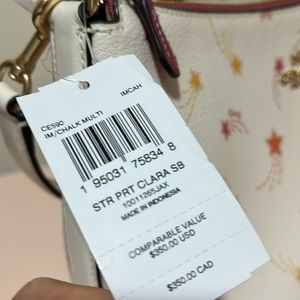 CE590
IMCAH
IM/CHALK MULTI
1 95031 75834 8
STR PRT CLARA SB
10011265JAX
MADE IN INDONESIA
COMPARABLE VALUE
$350.00 USD
$350.00 CAD